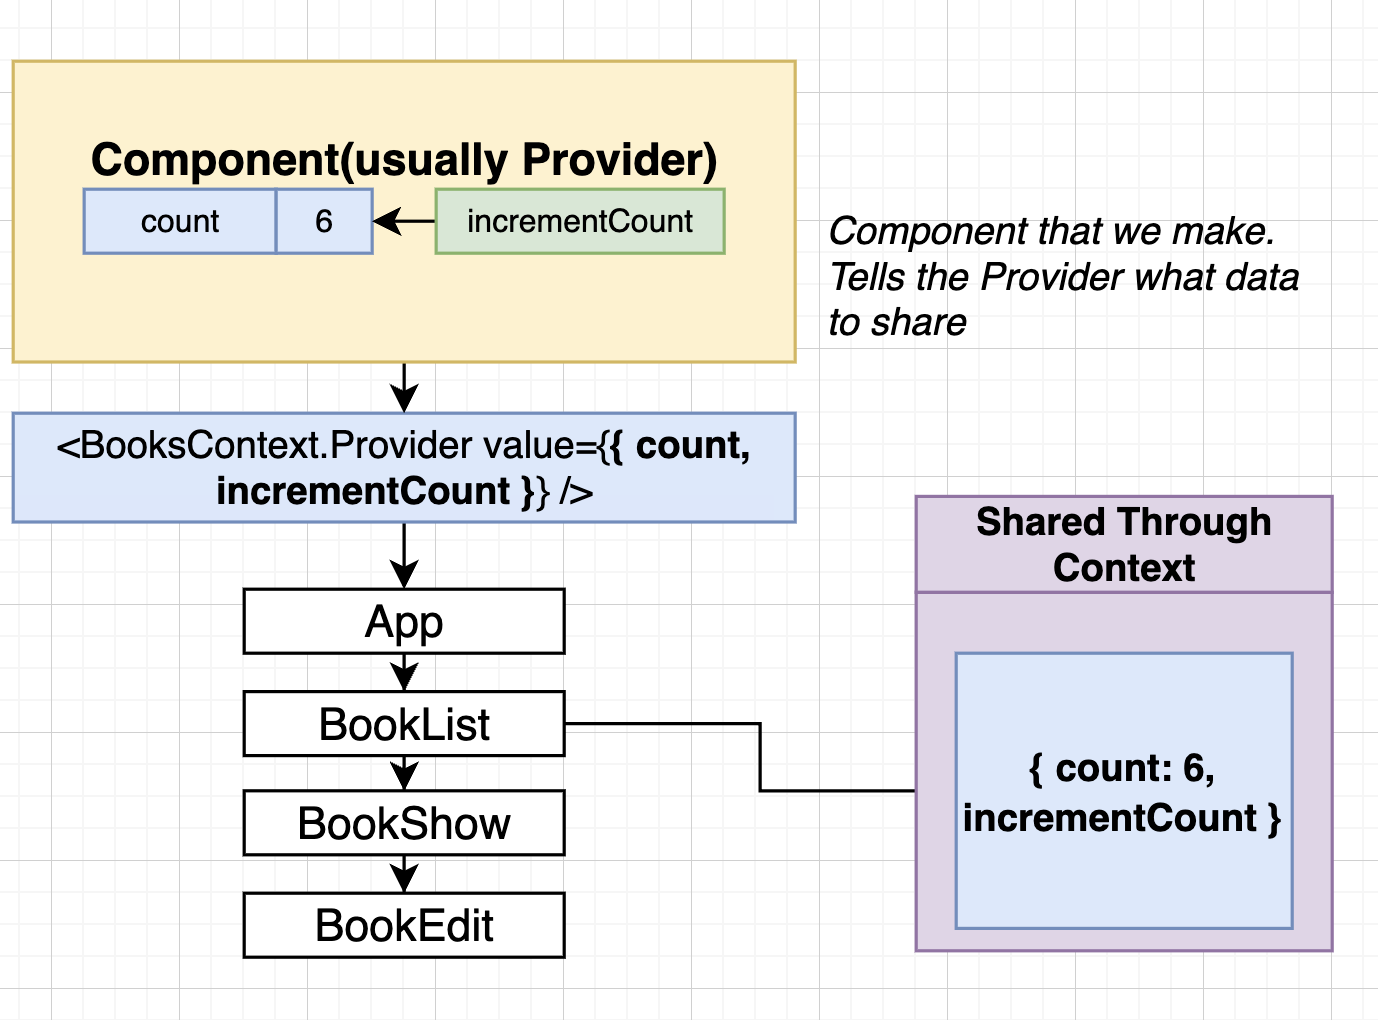 Component(usually Provider)
count
6
incrementCount
Component that we make.
Tells the Provider what data
to share
<BooksContext.Provider value={{ count,
incrementCount }} />
Shared Through
Context
App
BookList
{ count: 6,
incrementCount }
BookShow
BookEdit